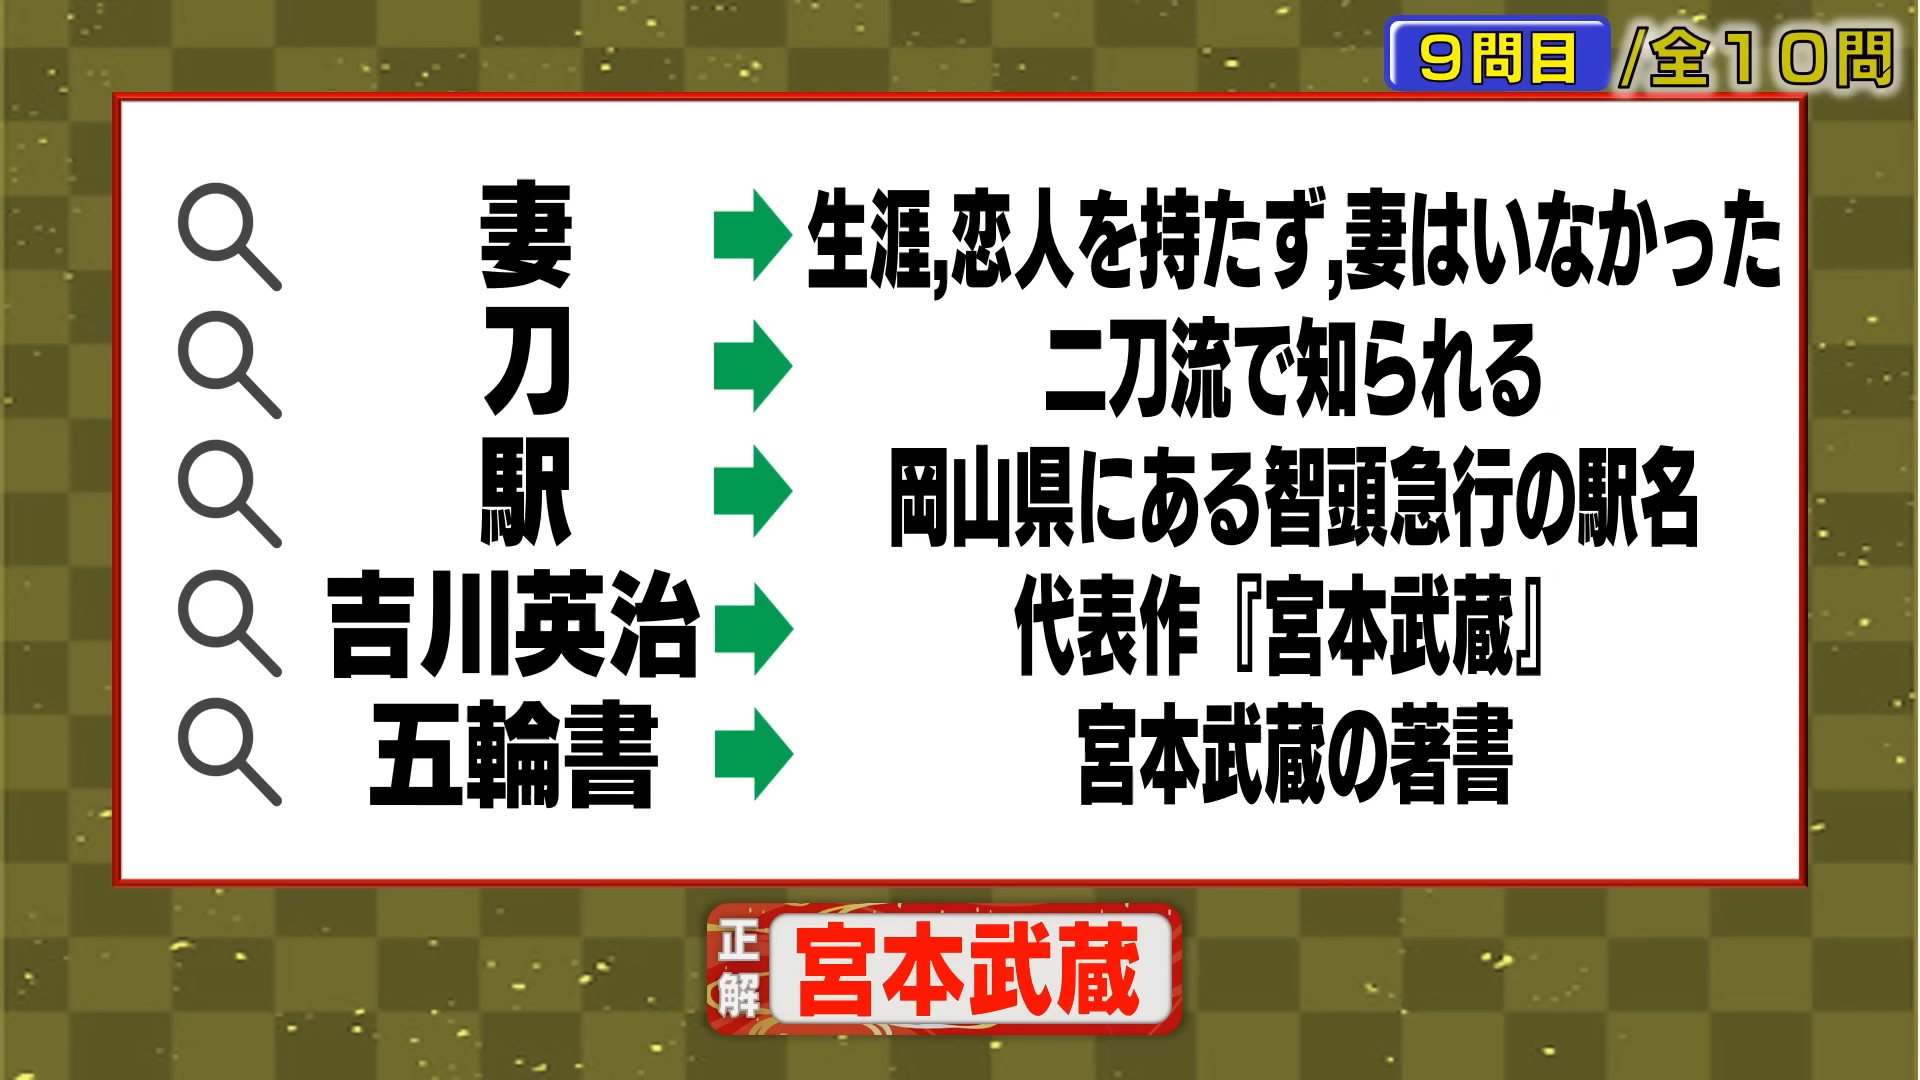 9問目/全10問
妻 → 生涯,恋人を持たず,妻はいなかった
刀 → 二刀流で知られる
駅 → 岡山県にある智頭急行の駅名
吉川英治 → 代表作『宮本武蔵』
五輪書 → 宮本武蔵の著書
正解 宮本武蔵